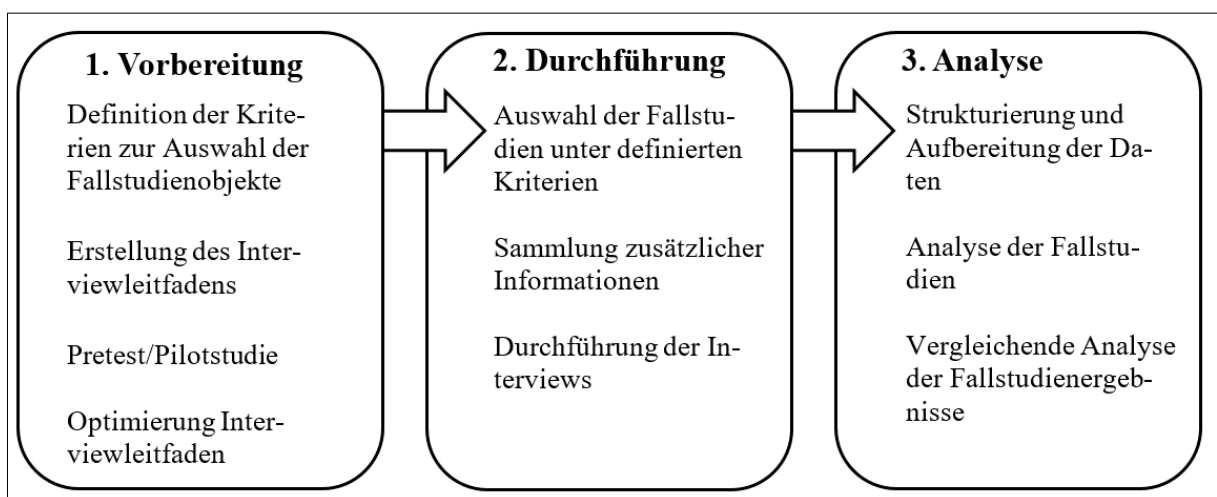 1. Vorbereitung
Definition der Krite-
rien zur Auswahl der
Fallstudienobjekte
Erstellung des Inter-
viewleitfadens
Pretest/Pilotstudie
Optimierung Inter-
viewleitfaden
2. Durchführung
Auswahl der Fallstu-
dien unter definierten
Kriterien
Sammlung zusätzlicher
Informationen
Durchführung der In-
terviews
3. Analyse
Strukturierung und
Aufbereitung der Da-
ten
Analyse der Fallstu-
dien
Vergleichende Analyse
der Fallstudienergeb-
nisse